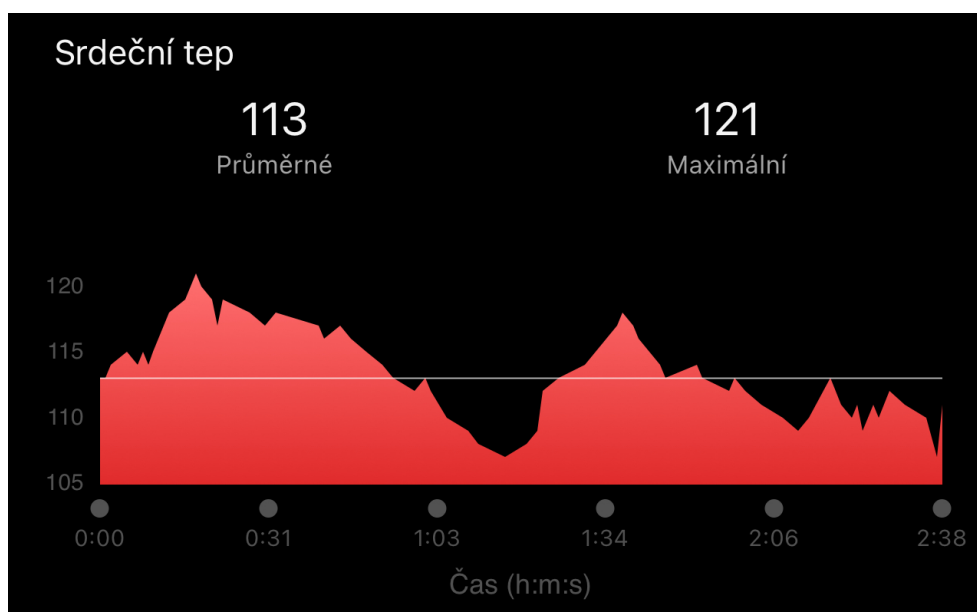 Srdeční tep
113 121
Průměrné Maximální
120
115
110
105
0:00 0:31 1:03 1:34 2:06 2:38
Čas (h:m:s)